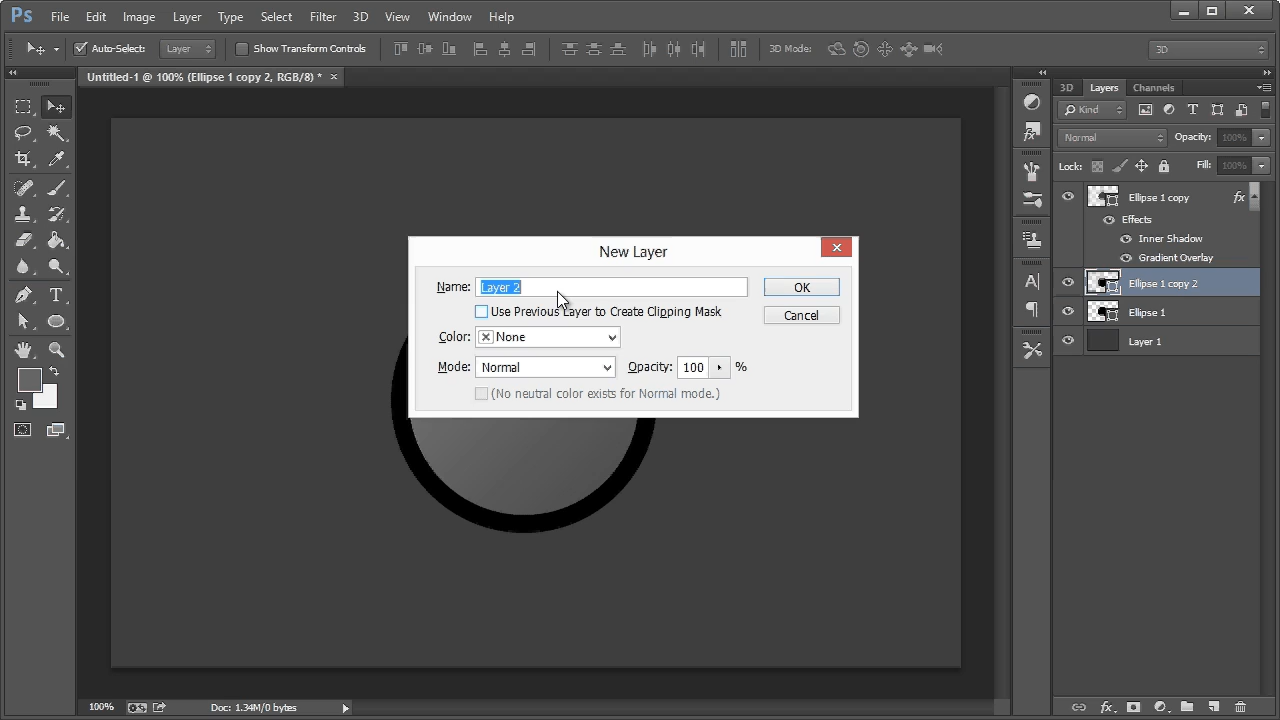 Ps File Edit Image Layer Type Select Filter 3D View Window Help
Auto-Select: Layer Show Transform Controls 3D Mode: 3D
Untitled-1 @ 100% (Ellipse 1 copy 2, RGB/8) *
3D Layers Channels
Kind
Normal Opacity: 100%
Lock: Fill: 100%
Ellipse 1 copy fx
Effects
Inner Shadow
Gradient Overlay
Ellipse 1 copy 2
Ellipse 1
Layer 1
New Layer
Name: Layer 2 OK
Use Previous Layer to Create Clipping Mask Cancel
Color: None
Mode: Normal Opacity: 100 %
(No neutral color exists for Normal mode.)
100% Doc: 1.34M/0 bytes
fx